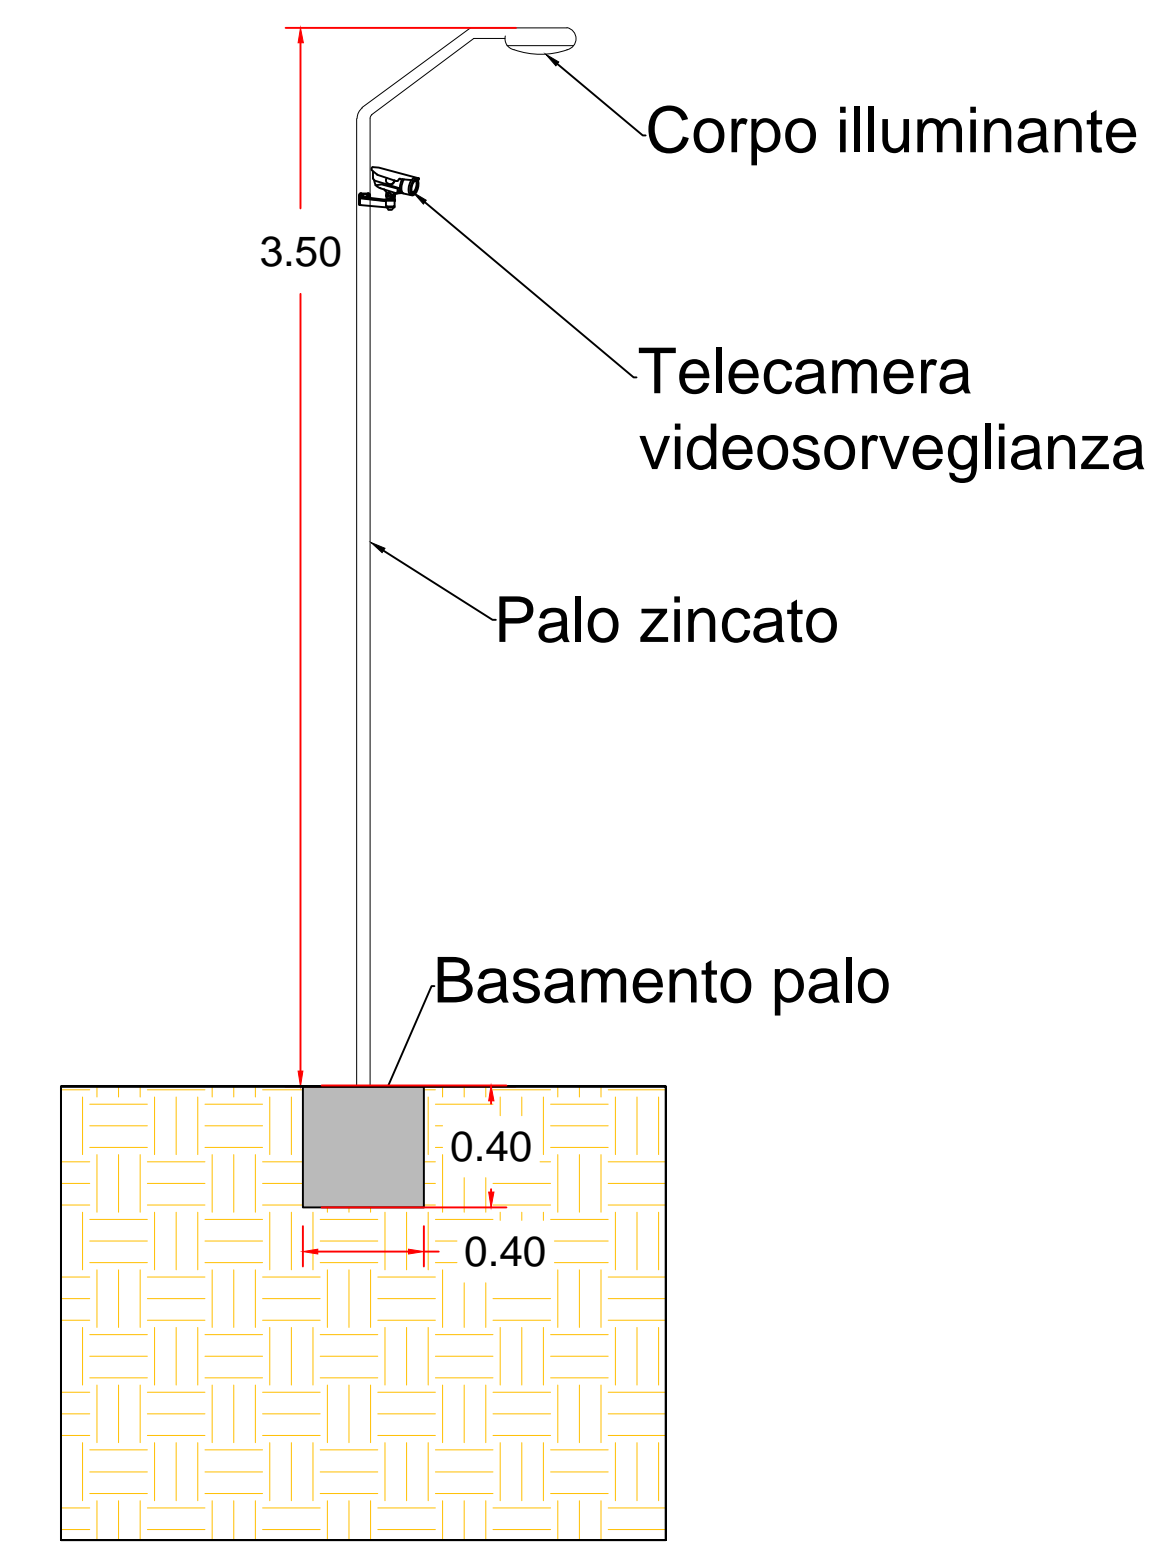 Corpo illuminante
3.50
Telecamera
videosorveglianza
Palo zincato
Basamento palo
0.40
0.40